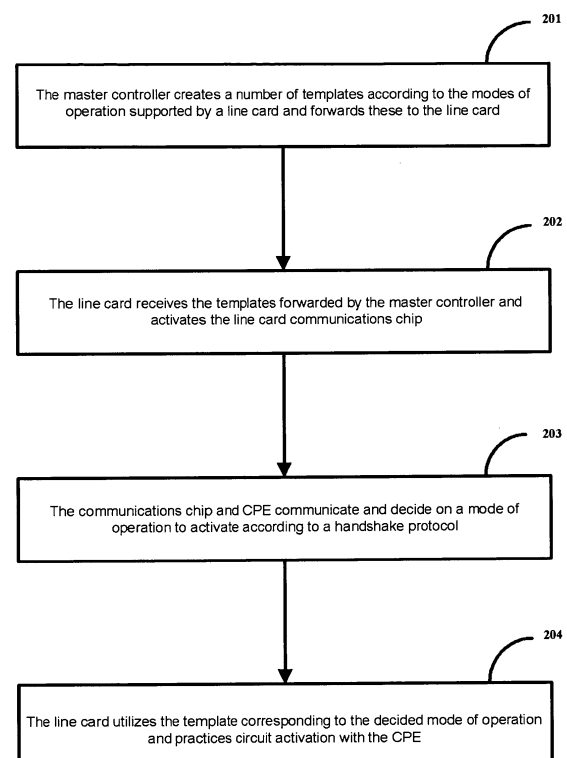 201
The master controller creates a number of templates according to the modes of
operation supported by a line card and forwards these to the line card
202
The line card receives the templates forwarded by the master controller and
activates the line card communications chip
203
The communications chip and CPE communicate and decide on a mode of
operation to activate according to a handshake protocol
204
The line card utilizes the template corresponding to the decided mode of operation
and practices circuit activation with the CPE